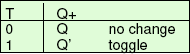 T Q+
0 Q no change
1 Q' toggle